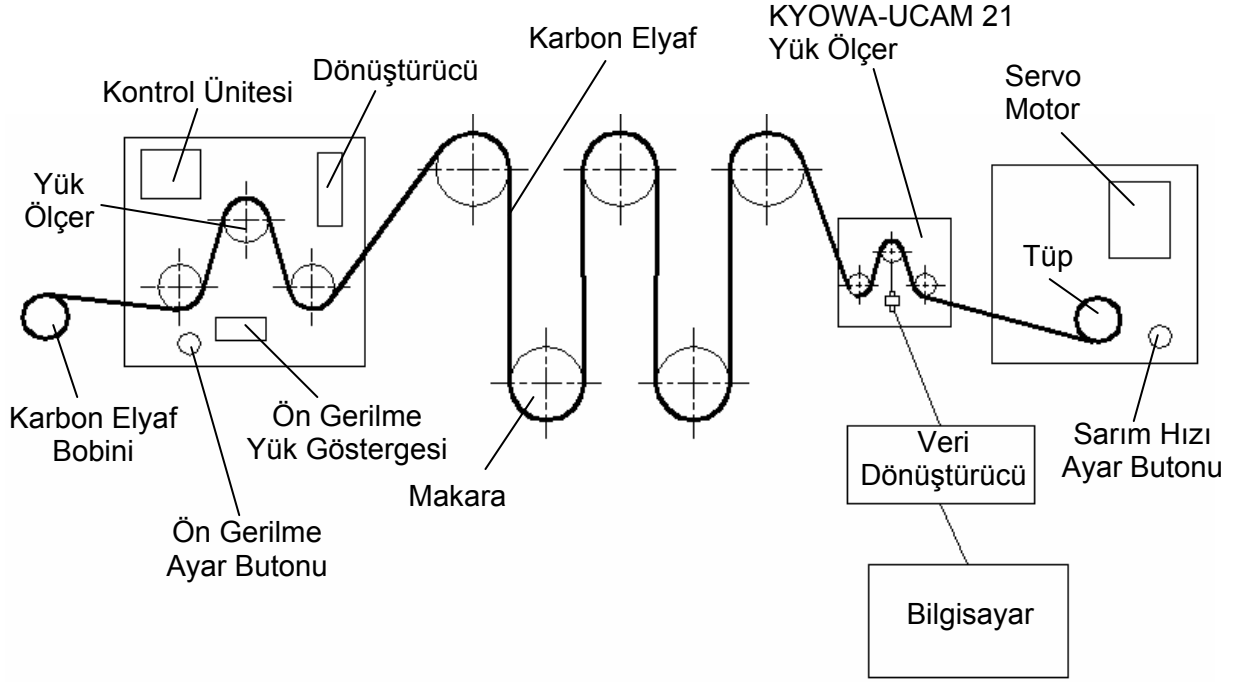 KYOWA-UCAM 21
Yük Ölçer
Karbon Elyaf
Dönüştürücü
Kontrol Ünitesi
Servo
Motor
Yük
Ölçer
Tüp
Karbon Elyaf
Bobini
Ön Gerilme
Yük Göstergesi
Makara
Veri
Dönüştürücü
Sarım Hızı
Ayar Butonu
Ön Gerilme
Ayar Butonu
Bilgisayar